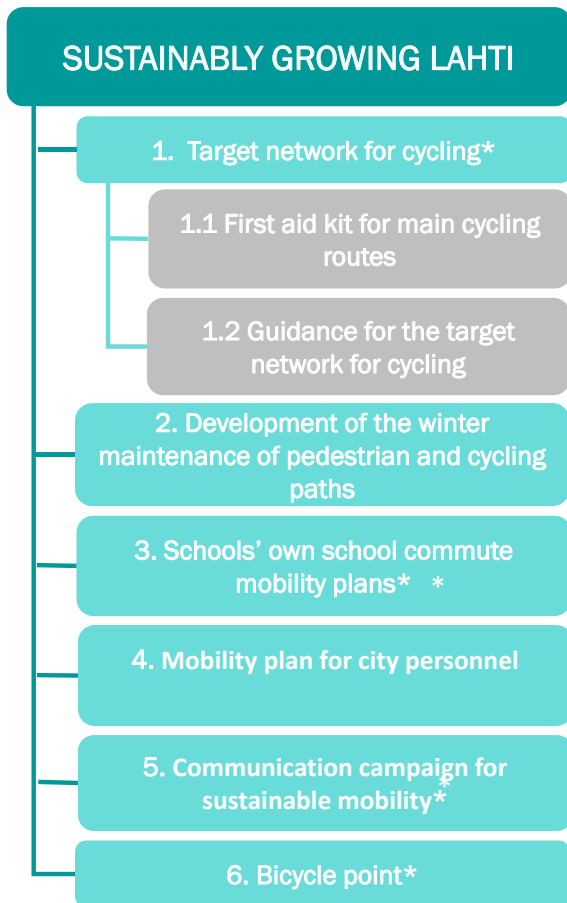 SUSTAINABLY GROWING LAHTI
1. Target network for cycling*
1.1 First aid kit for main cycling
routes
1.2 Guidance for the target
network for cycling
2. Development of the winter
maintenance of pedestrian and cycling
paths
3. Schools’ own school commute
mobility plans* *
4. Mobility plan for city personnel
5. Communication campaign for
sustainable mobility* *
6. Bicycle point*